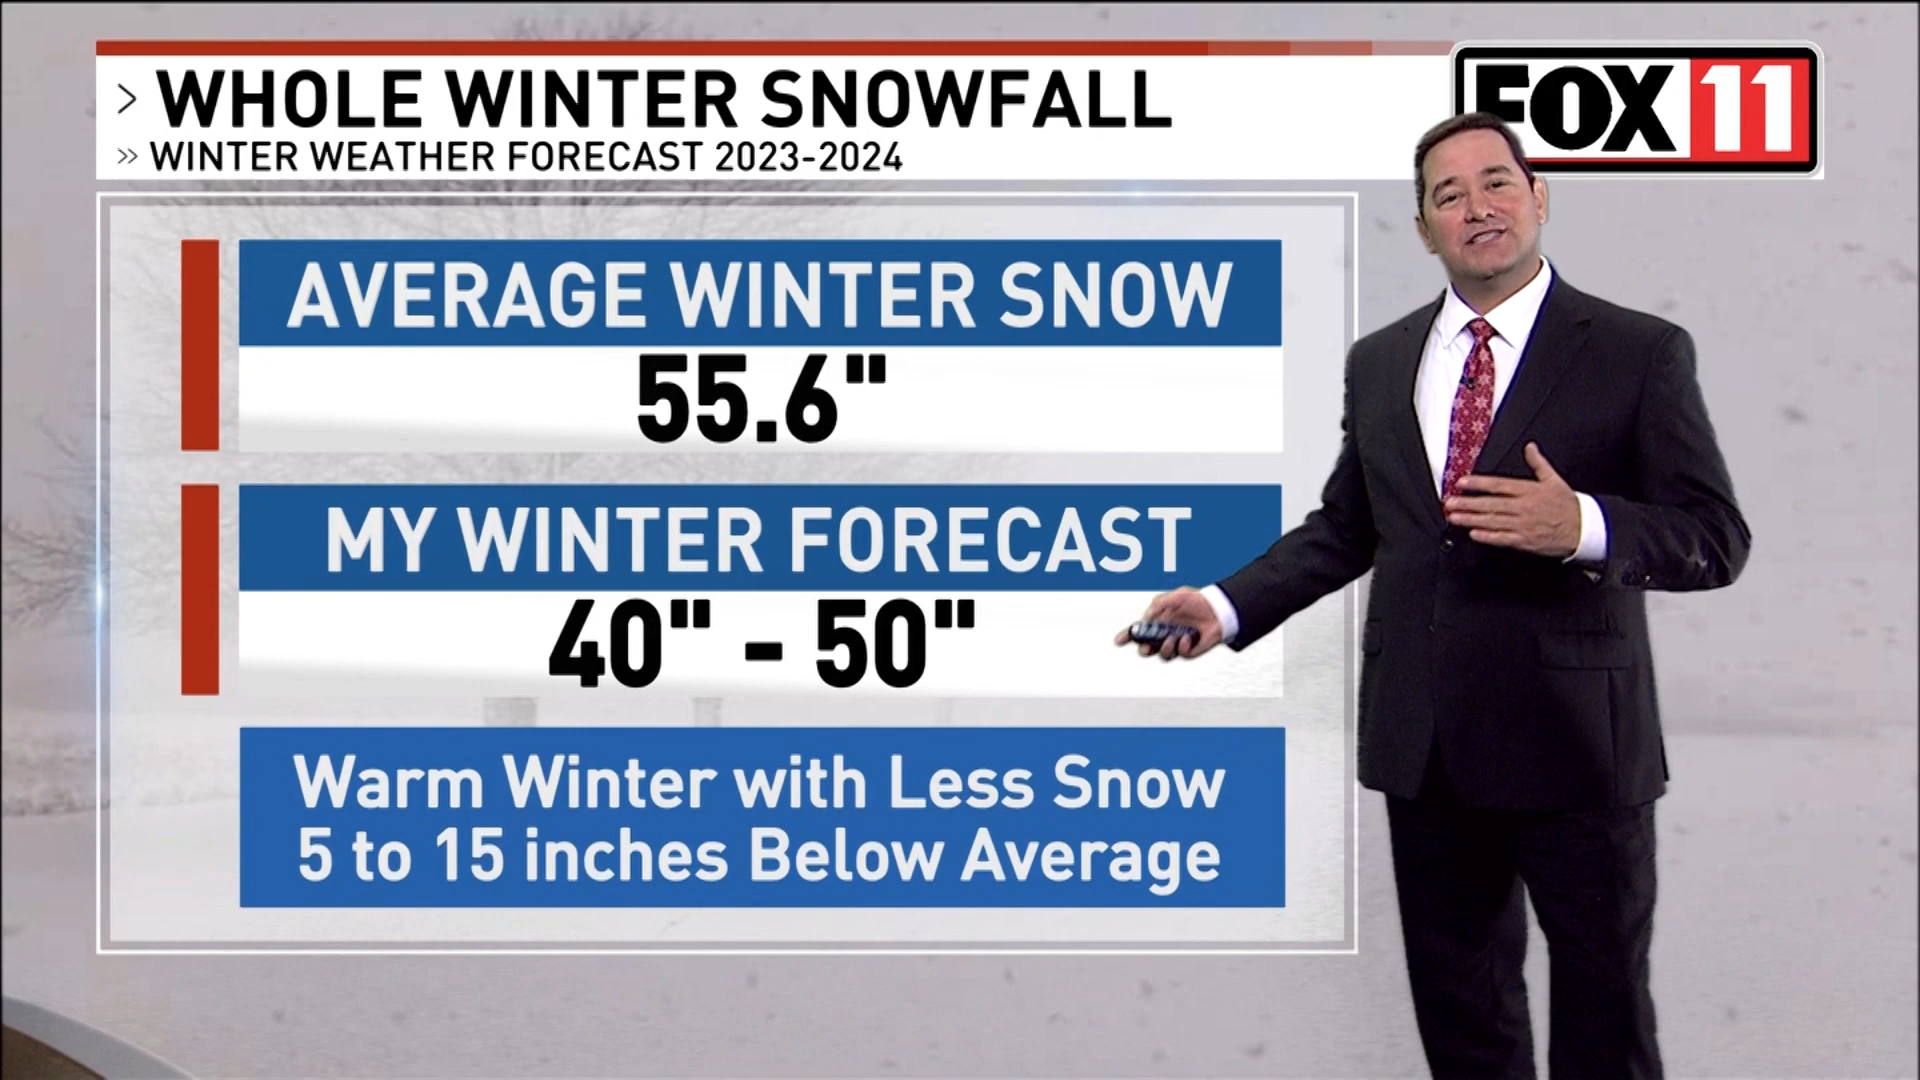 > WHOLE WINTER SNOWFALL
>> WINTER WEATHER FORECAST 2023-2024
FOX 11
AVERAGE WINTER SNOW
55.6"
MY WINTER FORECAST
40" - 50"
Warm Winter with Less Snow
5 to 15 inches Below Average